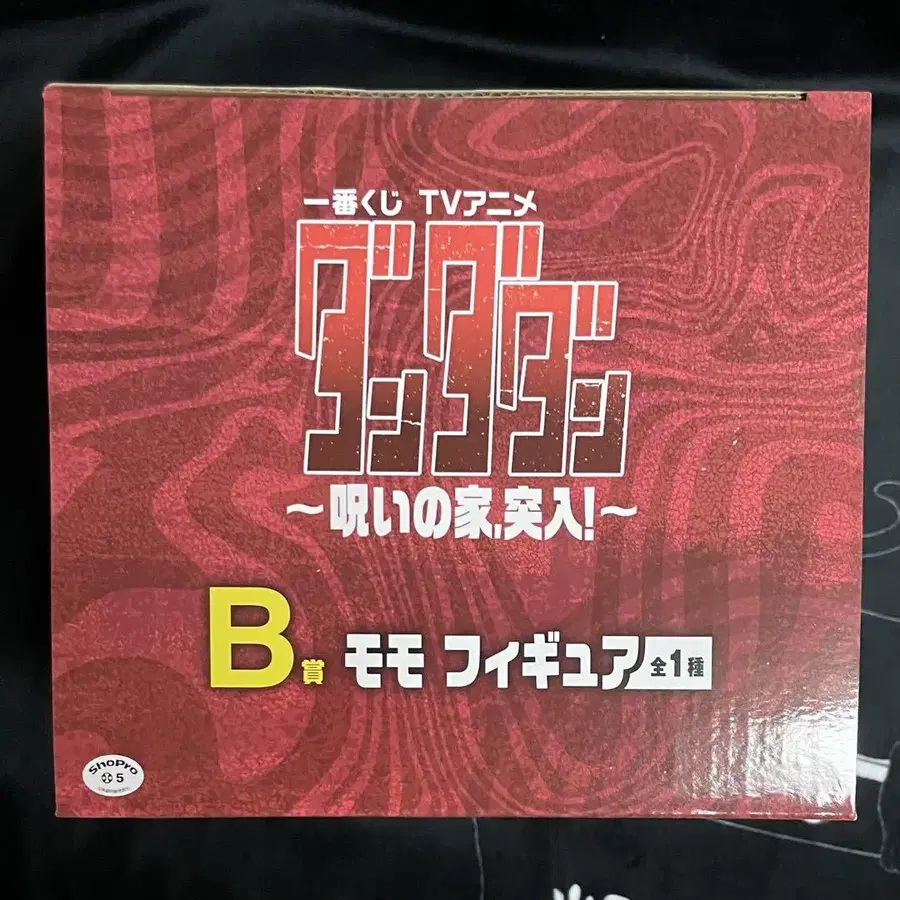 一番くじ TVアニメ
ダンダダン
～呪いの家、突入!～
B賞 モモ フィギュア 全1種
ShoPro
5